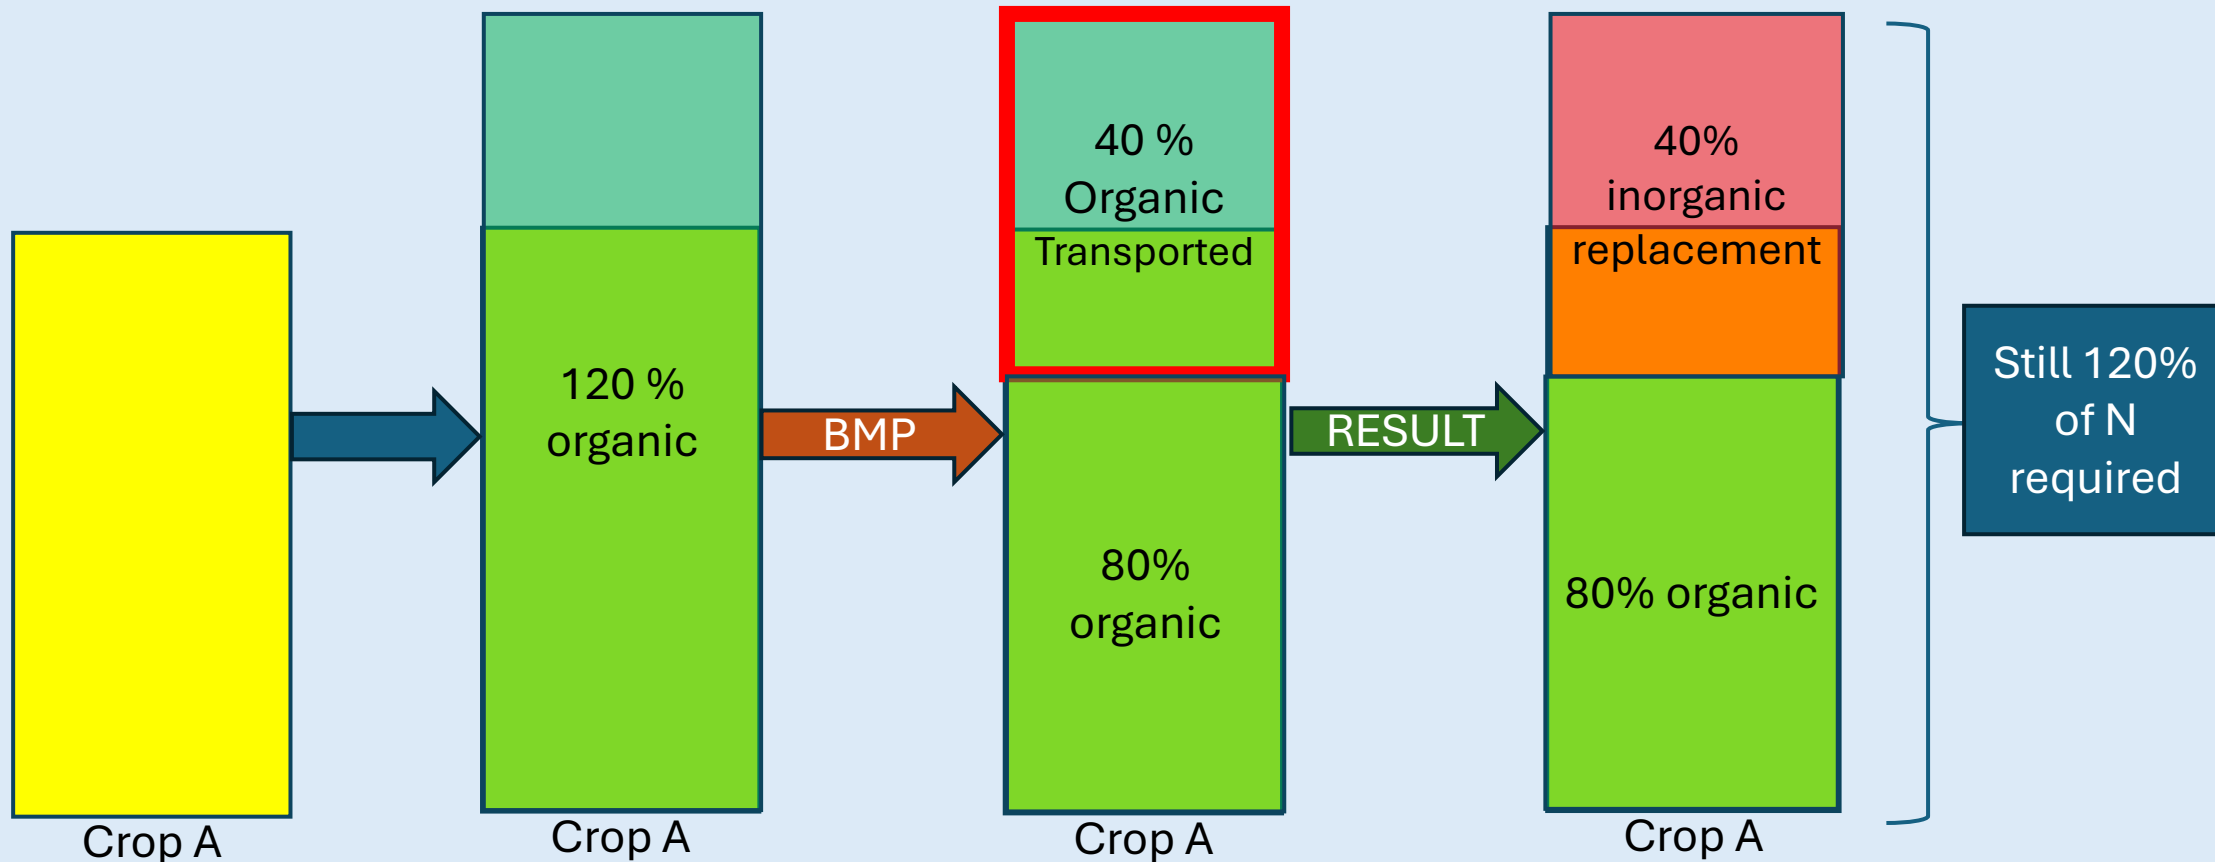 Crop A
120 %
organic
Crop A
BMP
40 %
Organic
Transported
80%
organic
Crop A
RESULT
40%
inorganic
replacement
80% organic
Crop A
Still 120%
of N
required